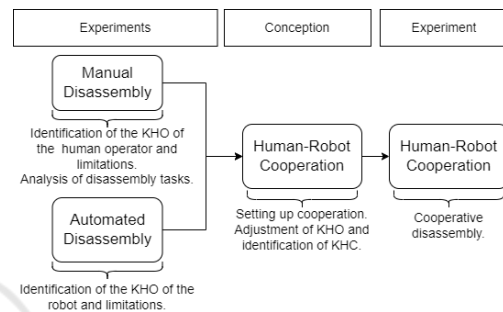 Experiments
Conception
Experiment
Manual
Disassembly
Identification of the KHO of
the human operator and
limitations.
Analysis of disassembly tasks.
Automated
Disassembly
Identification of the KHO of the
robot and limitations.
Human-Robot
Cooperation
Setting up cooperation.
Adjustment of KHO and
identification of KHC.
Human-Robot
Cooperation
Cooperative
disassembly.